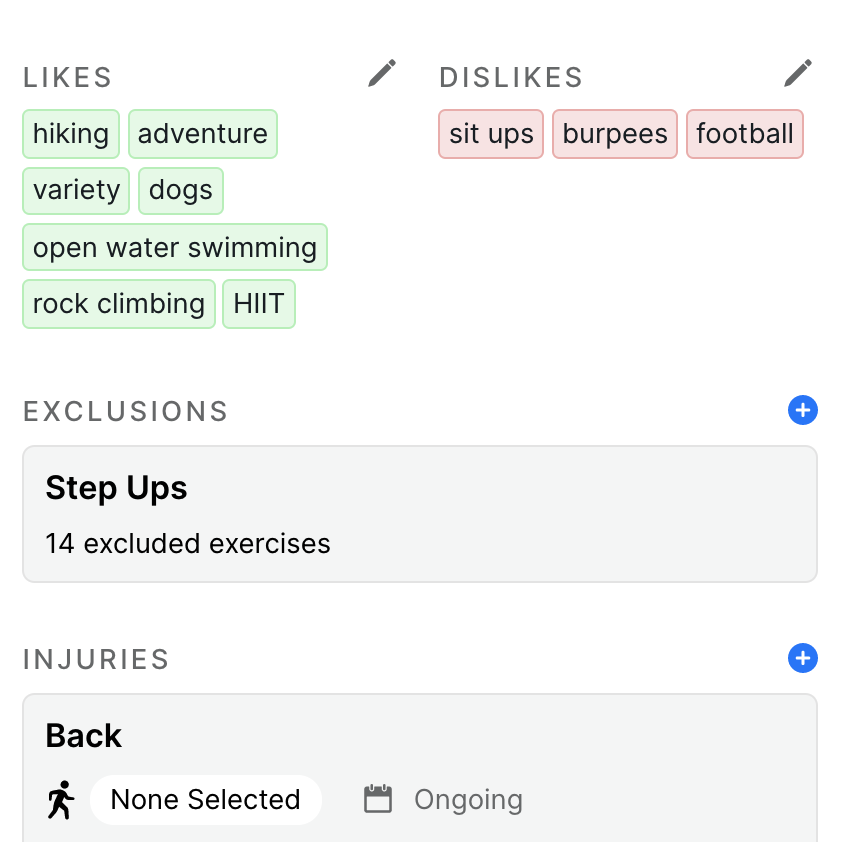 LIKES
hiking adventure
variety dogs
open water swimming
rock climbing HIIT
DISLIKES
sit ups burpees football
EXCLUSIONS
Step Ups
14 excluded exercises
INJURIES
Back
None Selected Ongoing